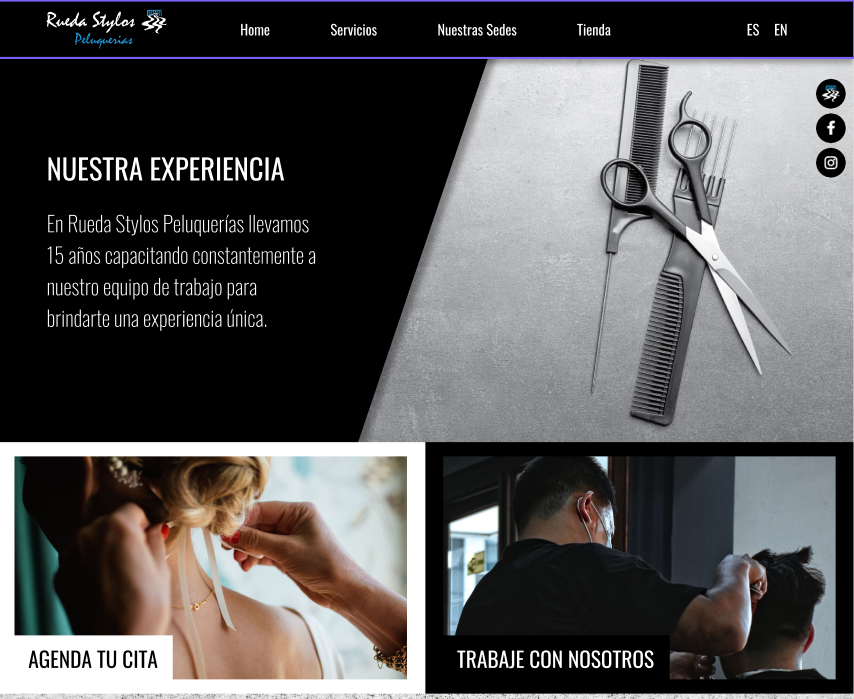 Rueda Stylos
Peluquerías
Home
Servicios
Nuestras Sedes
Tienda
ES
EN
NUESTRA EXPERIENCIA
En Rueda Stylos Peluquerías llevamos
15 años capacitando constantemente a
nuestro equipo de trabajo para
brindarte una experiencia única.
AGENDA TU CITA
TRABAJE CON NOSOTROS